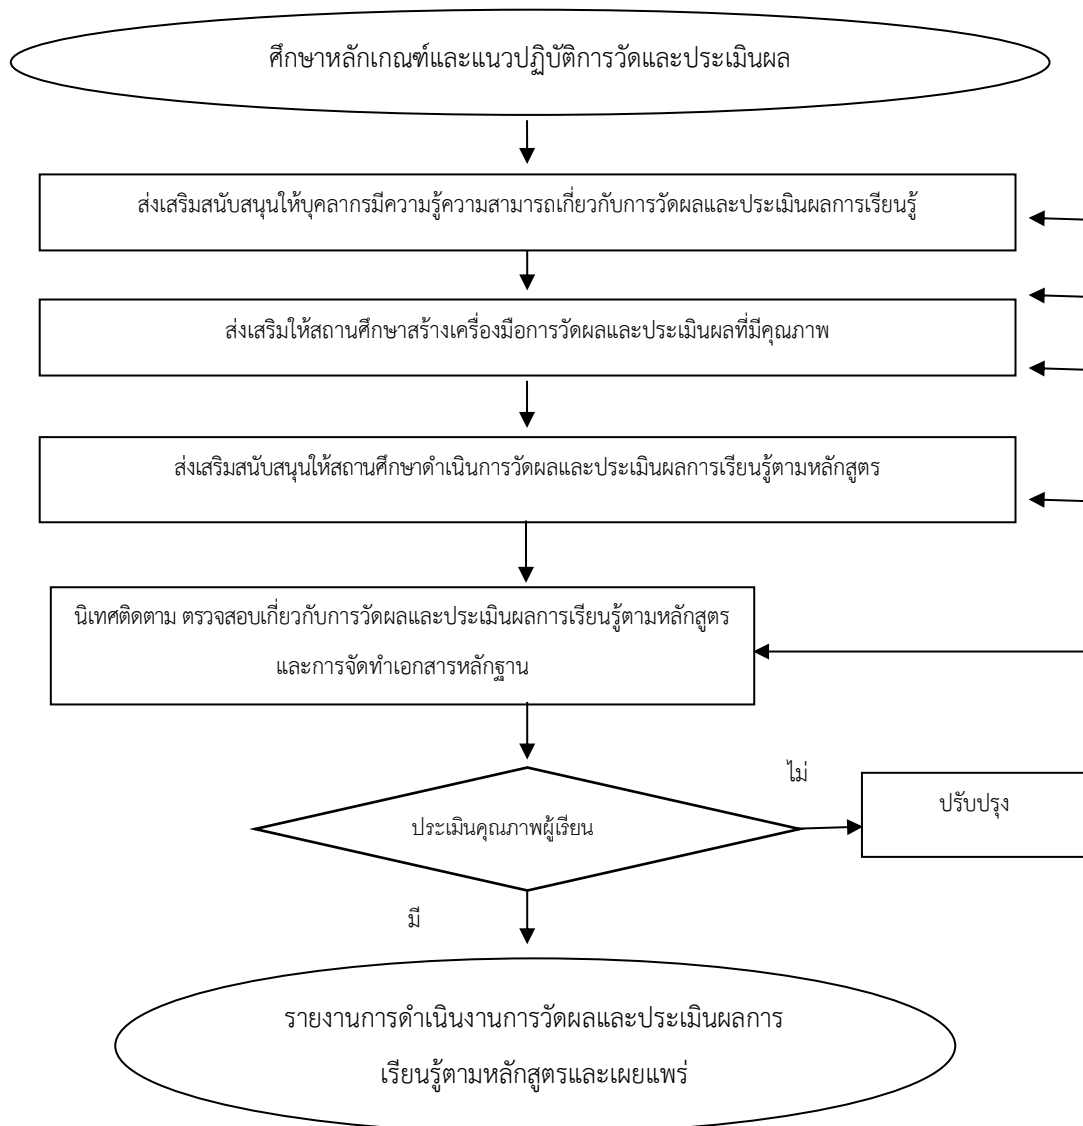 ศึกษาหลักเกณฑ์และแนวปฏิบัติการวัดและประเมินผล
ส่งเสริมสนับสนุนให้บุคลากรมีความรู้ความสามารถเกี่ยวกับการวัดผลและประเมินผลการเรียนรู้
ส่งเสริมให้สถานศึกษาสร้างเครื่องมือการวัดผลและประเมินผลที่มีคุณภาพ
ส่งเสริมสนับสนุนให้สถานศึกษาดำเนินการวัดผลและประเมินผลการเรียนรู้ตามหลักสูตร
นิเทศติดตาม ตรวจสอบเกี่ยวกับการวัดผลและประเมินผลการเรียนรู้ตามหลักสูตร
และการจัดทำเอกสารหลักฐาน
ไม่
ปรับปรุง
ประเมินคุณภาพผู้เรียน
มี
รายงานการดำเนินงานการวัดผลและประเมินผลการ
เรียนรู้ตามหลักสูตรและเผยแพร่